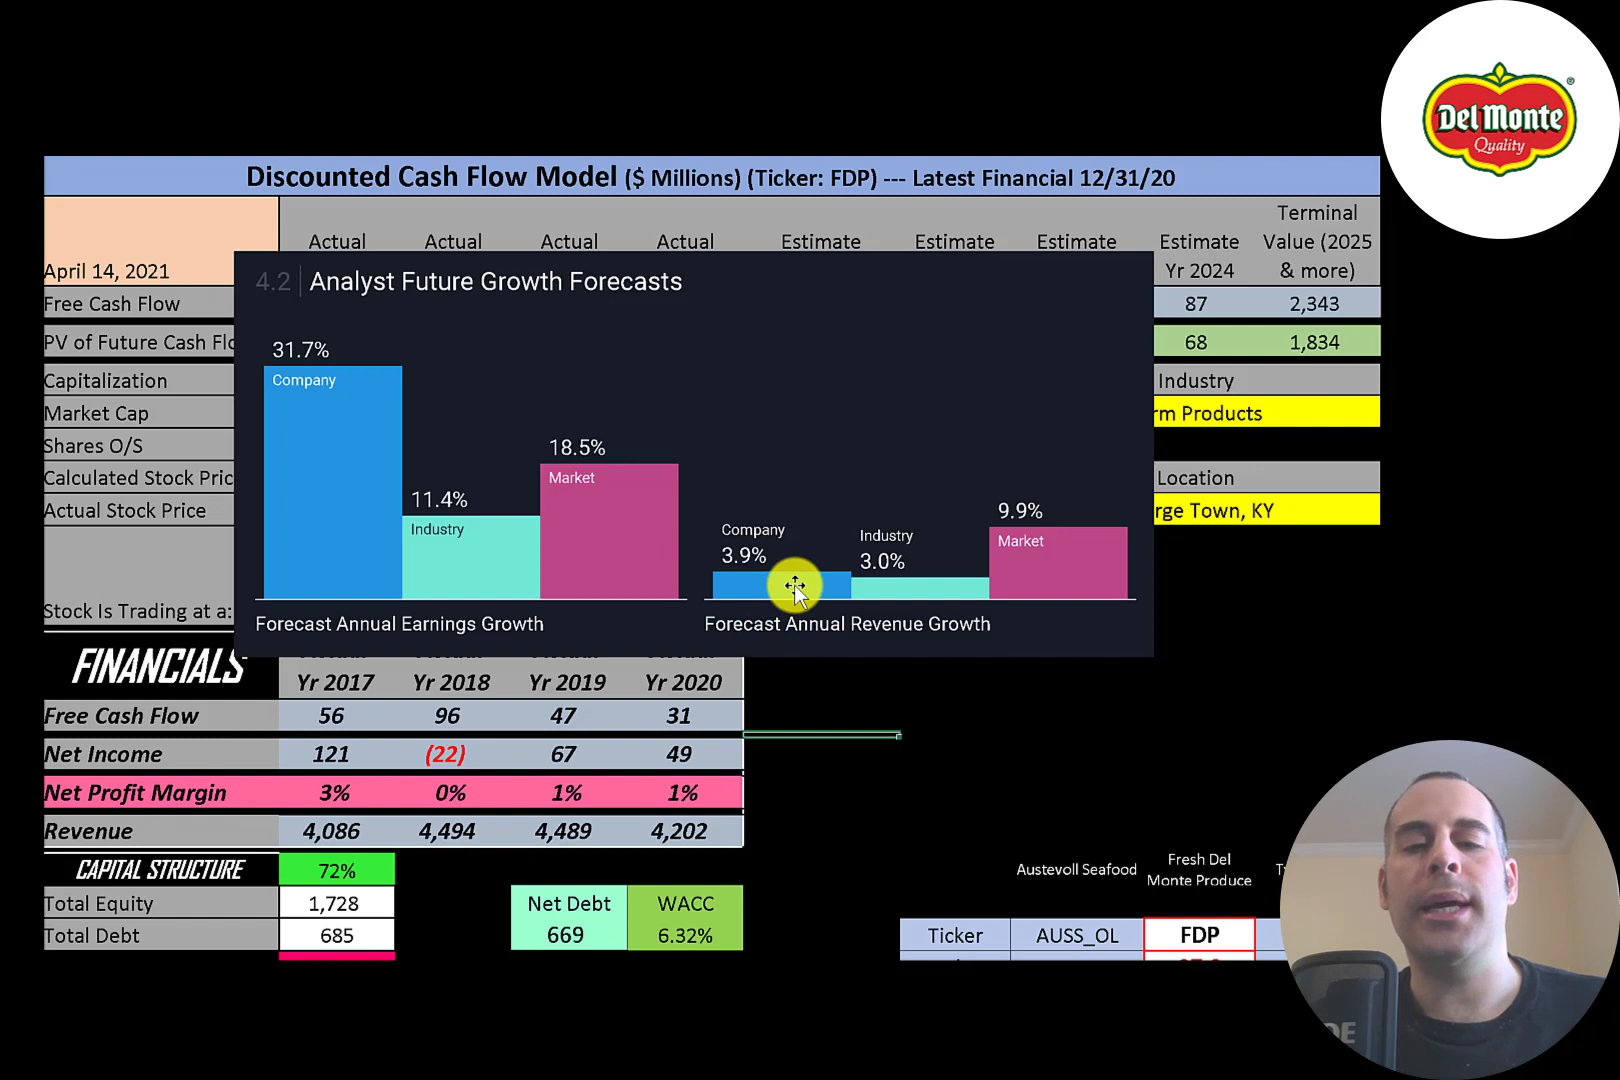 Del Monte
®
Quality
Discounted Cash Flow Model ($ Millions) (Ticker: FDP) --- Latest Financial 12/31/20
April 14, 2021
Actual Actual Actual Actual Estimate Estimate Estimate Estimate Yr 2024 Terminal Value (2025 & more)
Free Cash Flow 87 2,343
PV of Future Cash Flo 68 1,834
Capitalization Industry
Market Cap rm Products
Shares O/S
Calculated Stock Pric Location
Actual Stock Price rge Town, KY
Stock Is Trading at a:
4.2 | Analyst Future Growth Forecasts
31.7%
Company
11.4%
Industry
18.5%
Market
Forecast Annual Earnings Growth
Company
3.9%
Industry
3.0%
9.9%
Market
Forecast Annual Revenue Growth
FINANCIALS Yr 2017 Yr 2018 Yr 2019 Yr 2020
Free Cash Flow 56 96 47 31
Net Income 121 (22) 67 49
Net Profit Margin 3% 0% 1% 1%
Revenue 4,086 4,494 4,489 4,202
CAPITAL STRUCTURE 72%
Total Equity 1,728
Total Debt 685
Net Debt WACC
669 6.32%
Austevoll Seafood Fresh Del Monte Produce
Ticker AUSS_OL FDP